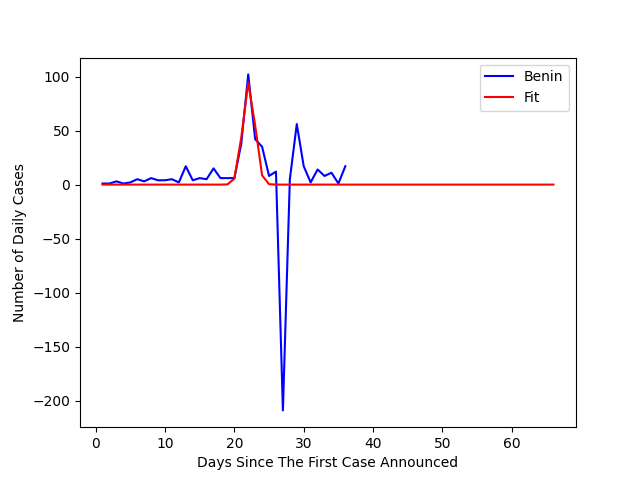 Benin
Fit
100
50
0
−50
−100
−150
−200
Number of Daily Cases
0 10 20 30 40 50 60
Days Since The First Case Announced